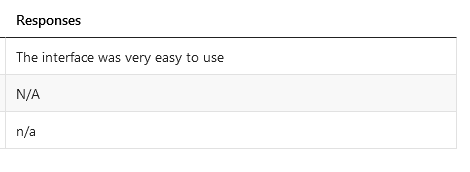 Responses
The interface was very easy to use
N/A
n/a